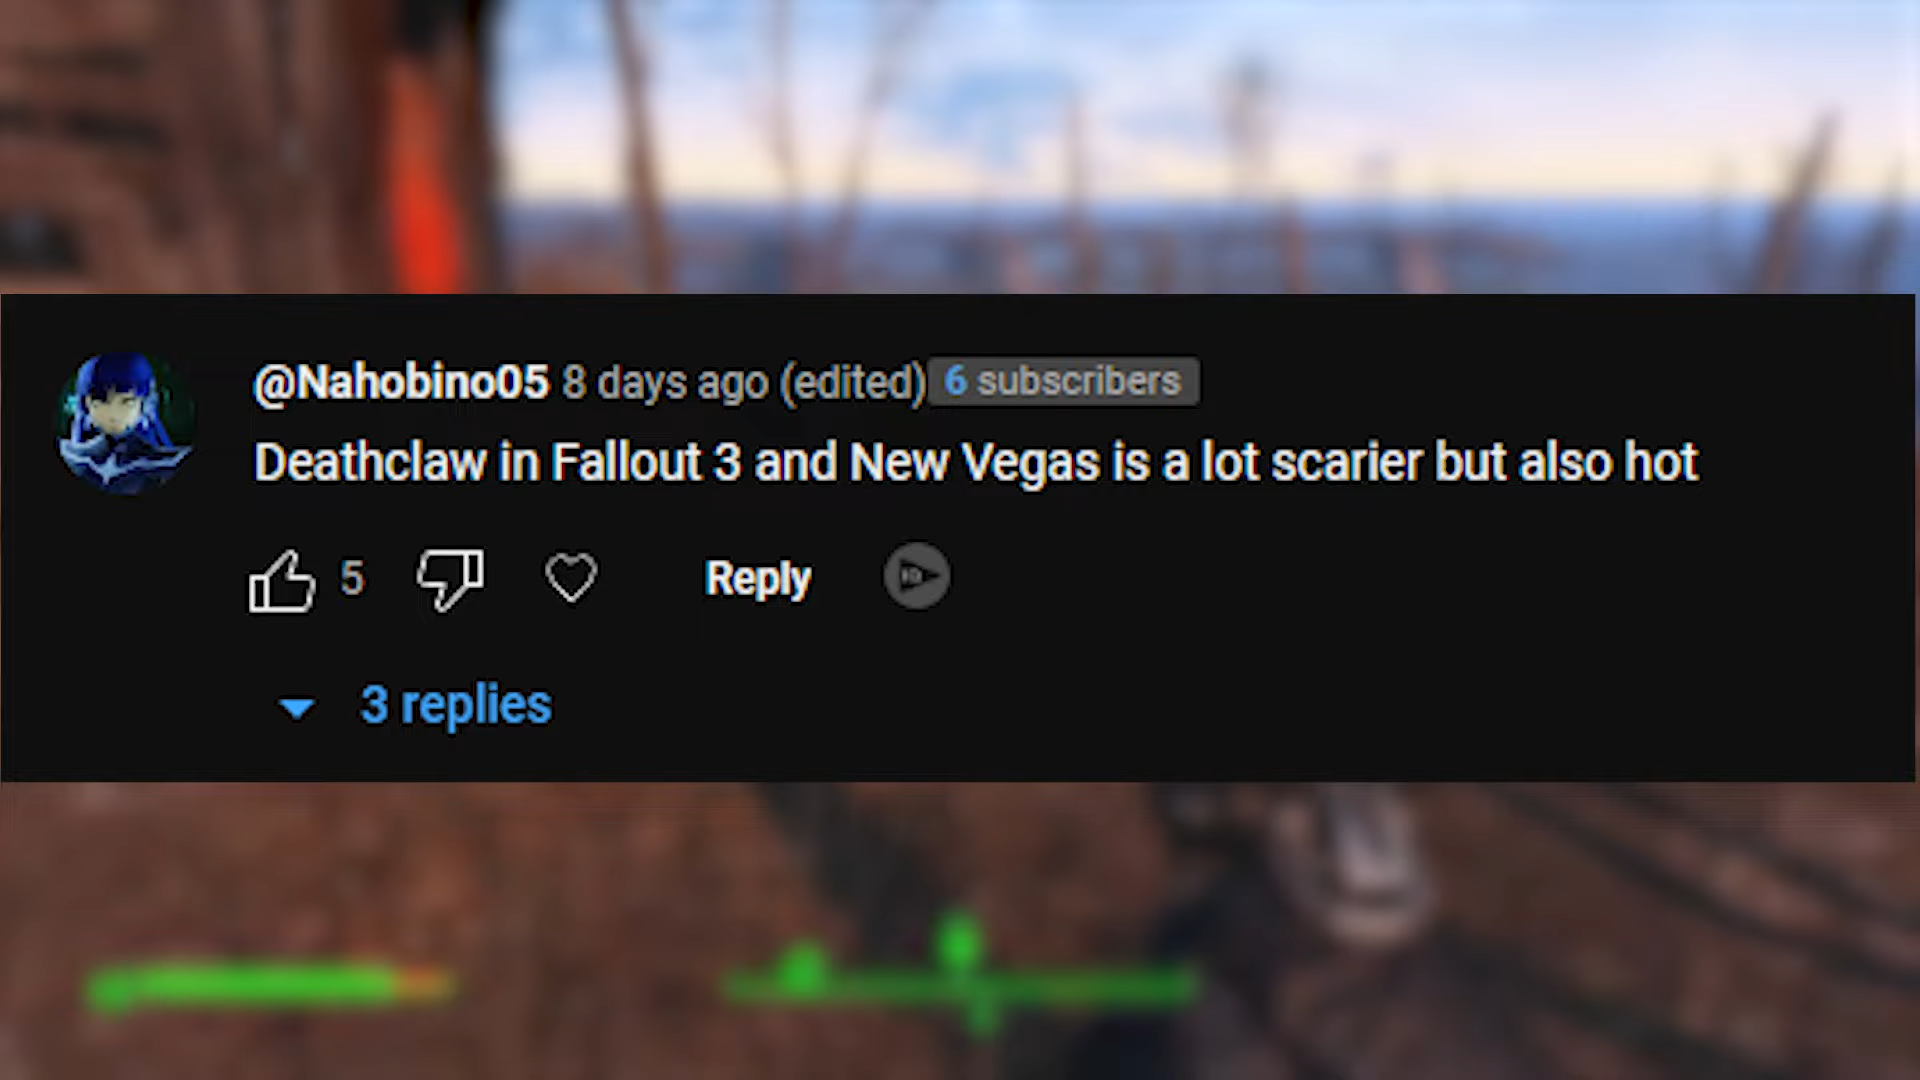 @Nahobino05 8 days ago (edited) 6 subscribers
Deathclaw in Fallout 3 and New Vegas is a lot scarier but also hot
5 Reply
3 replies